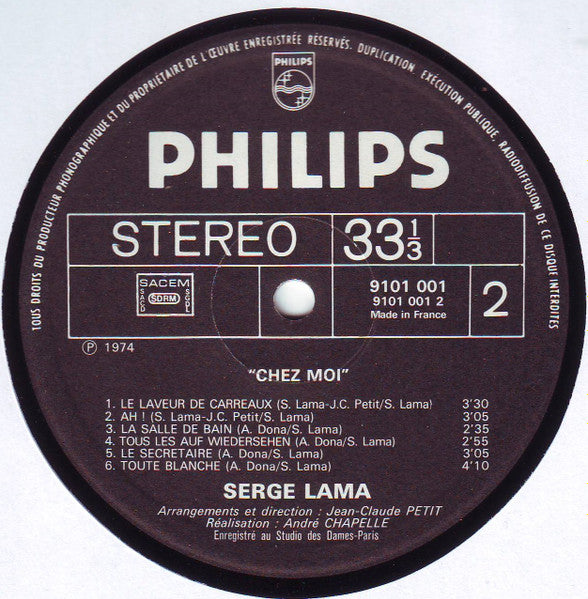 TOUS DROITS DU PRODUCTEUR PHONOGRAPHIQUE ET DU PROPRIÉTAIRE DE L'ŒUVRE ENREGISTRÉE RÉSERVÉS. DUPLICATION, EXÉCUTION PUBLIQUE, RADIODIFFUSION DE CE DISQUE INTERDITES
PHILIPS
PHILIPS
STEREO 33 1/3
SACEM
SACD SDRM SGDL
9101 001
9101 001 2
Made in France
2
Ⓟ 1974
"CHEZ MOI"
1. LE LAVEUR DE CARREAUX (S. Lama-J.C. Petit/S. Lama) 3'30
2. AH ! (S. Lama-J.C. Petit/S. Lama) 3'05
3. LA SALLE DE BAIN (A. Dona/S. Lama) 2'35
4. TOUS LES AUF WIEDERSEHEN (A. Dona/S. Lama) 2'55
5. LE SECRETAIRE (A. Dona/S. Lama) 3'05
6. TOUTE BLANCHE (A. Dona/S. Lama) 4'10
SERGE LAMA
Arrangements et direction : Jean-Claude PETIT
Réalisation : André CHAPELLE
Enregistré au Studio des Dames-Paris